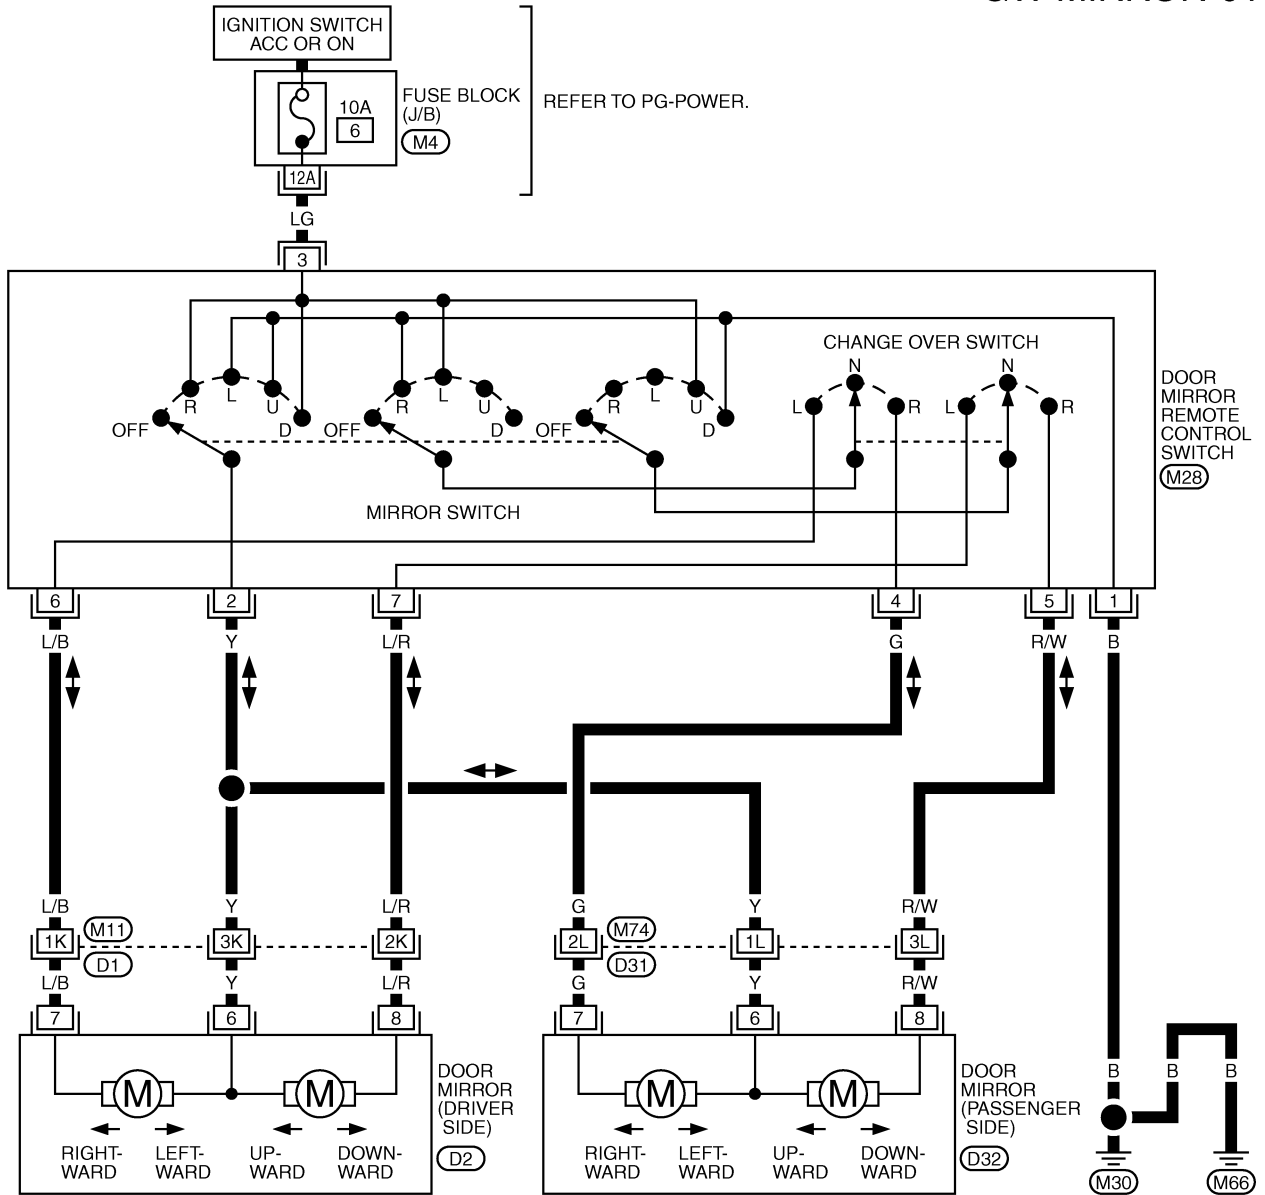 IGNITION SWITCH
ACC OR ON
10A
6
FUSE BLOCK
(J/B)
M4
REFER TO PG-POWER.
12A
LG
3
CHANGE OVER SWITCH
N
N
R
L
U
D
OFF
R
L
U
D
OFF
R
L
U
D
OFF
L
R
L
R
DOOR
MIRROR
REMOTE
CONTROL
SWITCH
M28
MIRROR SWITCH
6
2
7
4
5
1
L/B
Y
L/R
G
R/W
B
L/B
Y
L/R
G
Y
R/W
1K
M11
D1
3K
2K
2L
M74
D31
1L
3L
L/B
Y
L/R
G
Y
R/W
7
6
8
7
6
8
M
M
M
M
DOOR
MIRROR
(DRIVER
SIDE)
D2
DOOR
MIRROR
(PASSENGER
SIDE)
D32
RIGHT-
WARD
LEFT-
WARD
UP-
WARD
DOWN-
WARD
RIGHT-
WARD
LEFT-
WARD
UP-
WARD
DOWN-
WARD
B
B
B
M30
M66